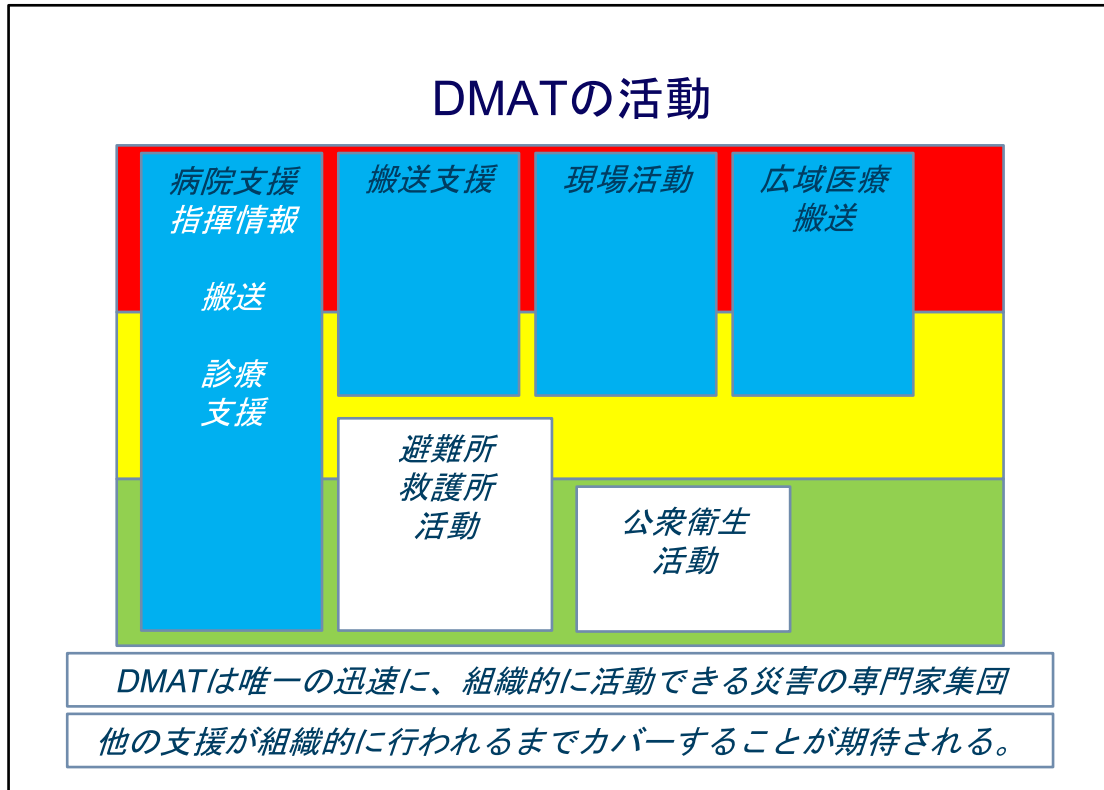 DMATの活動
病院支援
指揮情報
搬送
診療
支援
搬送支援
現場活動
広域医療
搬送
避難所
救護所
活動
公衆衛生
活動
DMATは唯一の迅速に、組織的に活動できる災害の専門家集団
他の支援が組織的に行われるまでカバーすることが期待される。